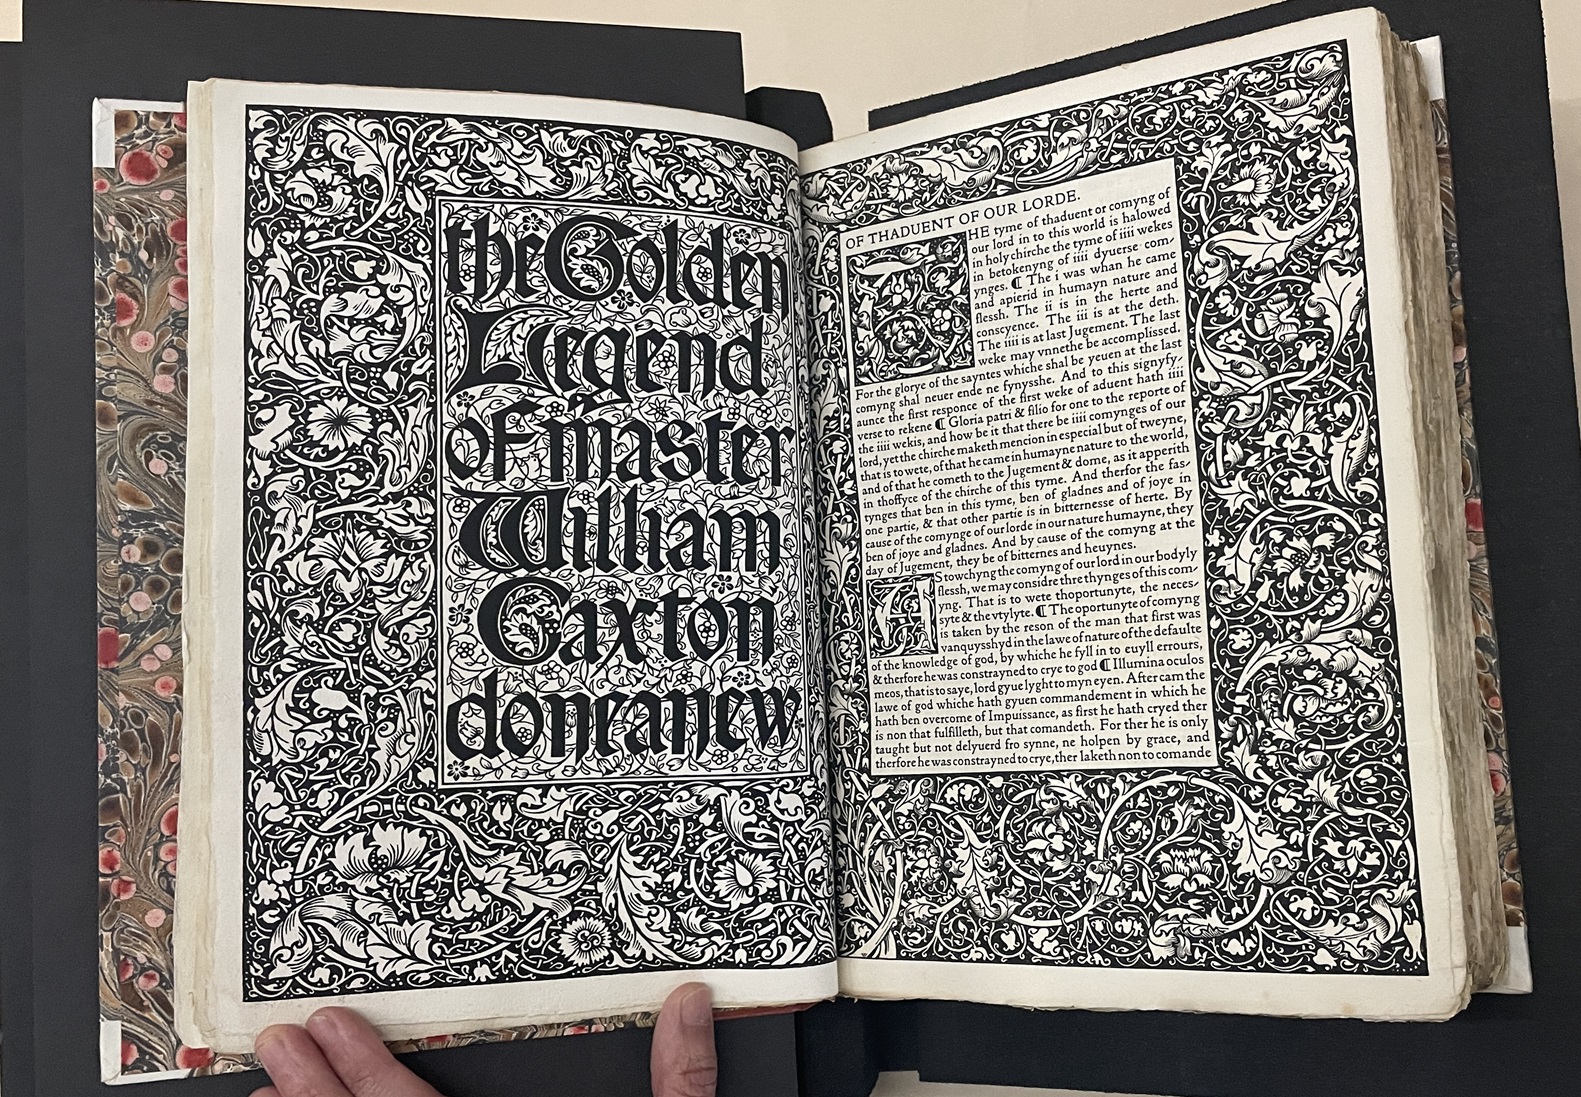 the Golden
Legend
of master
William
Caxton
done anew
OF THADUENT OF OUR LORDE.
THE tyme of thaduent or comyng of
our lord in to this world is halowed
in holy chirche the tyme of iiii wekes
in betokenyng of iiii dyuerse com-
ynges. ¶ The i was whan he came
and apierid in humayn nature and
flessh. The ii is in the herte and
conscyence. The iii is at the deth.
The iiii is at last Jugement. The last
weke may vnnethe be accomplissed.
For the glorye of the sayntes whiche shal be yeuen at the last
comyng shal neuer ende ne fynysshe. And to this signyfy-
aunce the first responce of the first weke of aduent hath iiii
verse to rekene ¶ Gloria patri & filio for one to the reporte of
the iiii wekis, and how be it that there be iiii comynges of our
lord, yet the chirche maketh mencion in especial but of tweyne,
that is to wete, of that he came in humayne nature to the world,
and of that he cometh to the Jugement & dome, as it apperith
in thoffyce of the chirche of this tyme. And therfor the fas-
tynges that ben in this tyme, ben of gladnes and of joye in
one partie, & that other partie is in bitternesse of herte. By
cause of the comynge of our lorde in our nature humayne, they
ben of joye and gladnes. And by cause of the comyng at the
day of Jugement, they be of bitternes and heuynes.
AS towchyng the comyng of our lord in our bodyly
flessh, we may considre thre thynges of this com-
yng. That is to wete thoportunyte, the neces-
syte & the vtylyte. ¶ The oportunyte of comyng
is taken by the reson of the man that first was
vanquysshyd in the lawe of nature of the defaulte
of the knowledge of god, by whiche he fyll in to euyll errours,
& therfore he was constrayned to crye to god ¶ Illumina oculos
meos, that is to saye, lord gyue lyght to myn eyen. After cam the
lawe of god whiche hath gyuen commandement in which he
hath ben overcome of Impuissance, as first he hath cryed ther
is non that fulfilleth, but that comandeth. For ther he is only
taught but not delyuerd fro synne, ne holpen by grace, and
therfore he was constrayned to crye, ther laketh non to comande